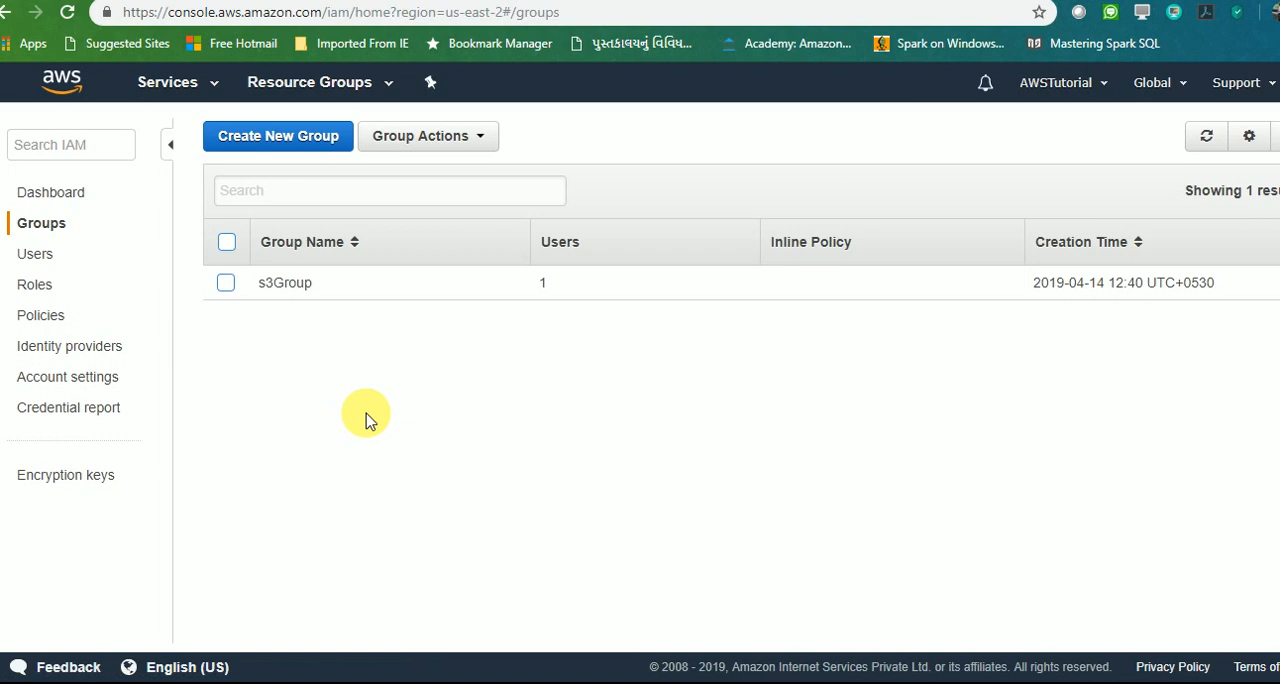 https://console.aws.amazon.com/iam/home?region=us-east-2#/groups
Apps Suggested Sites Free Hotmail Imported From IE Bookmark Manager પુસ્તકાલયનું વિવિધ... Academy: Amazon... Spark on Windows... Mastering Spark SQL
aws Services Resource Groups AWSTutorial Global Support
Search IAM
Create New Group Group Actions
Search
Showing 1 resu
Dashboard
Groups
Users
Roles
Policies
Identity providers
Account settings
Credential report
Encryption keys
Group Name Users Inline Policy Creation Time
s3Group 1 2019-04-14 12:40 UTC+0530
Feedback English (US) © 2008 - 2019, Amazon Internet Services Private Ltd. or its affiliates. All rights reserved. Privacy Policy Terms of